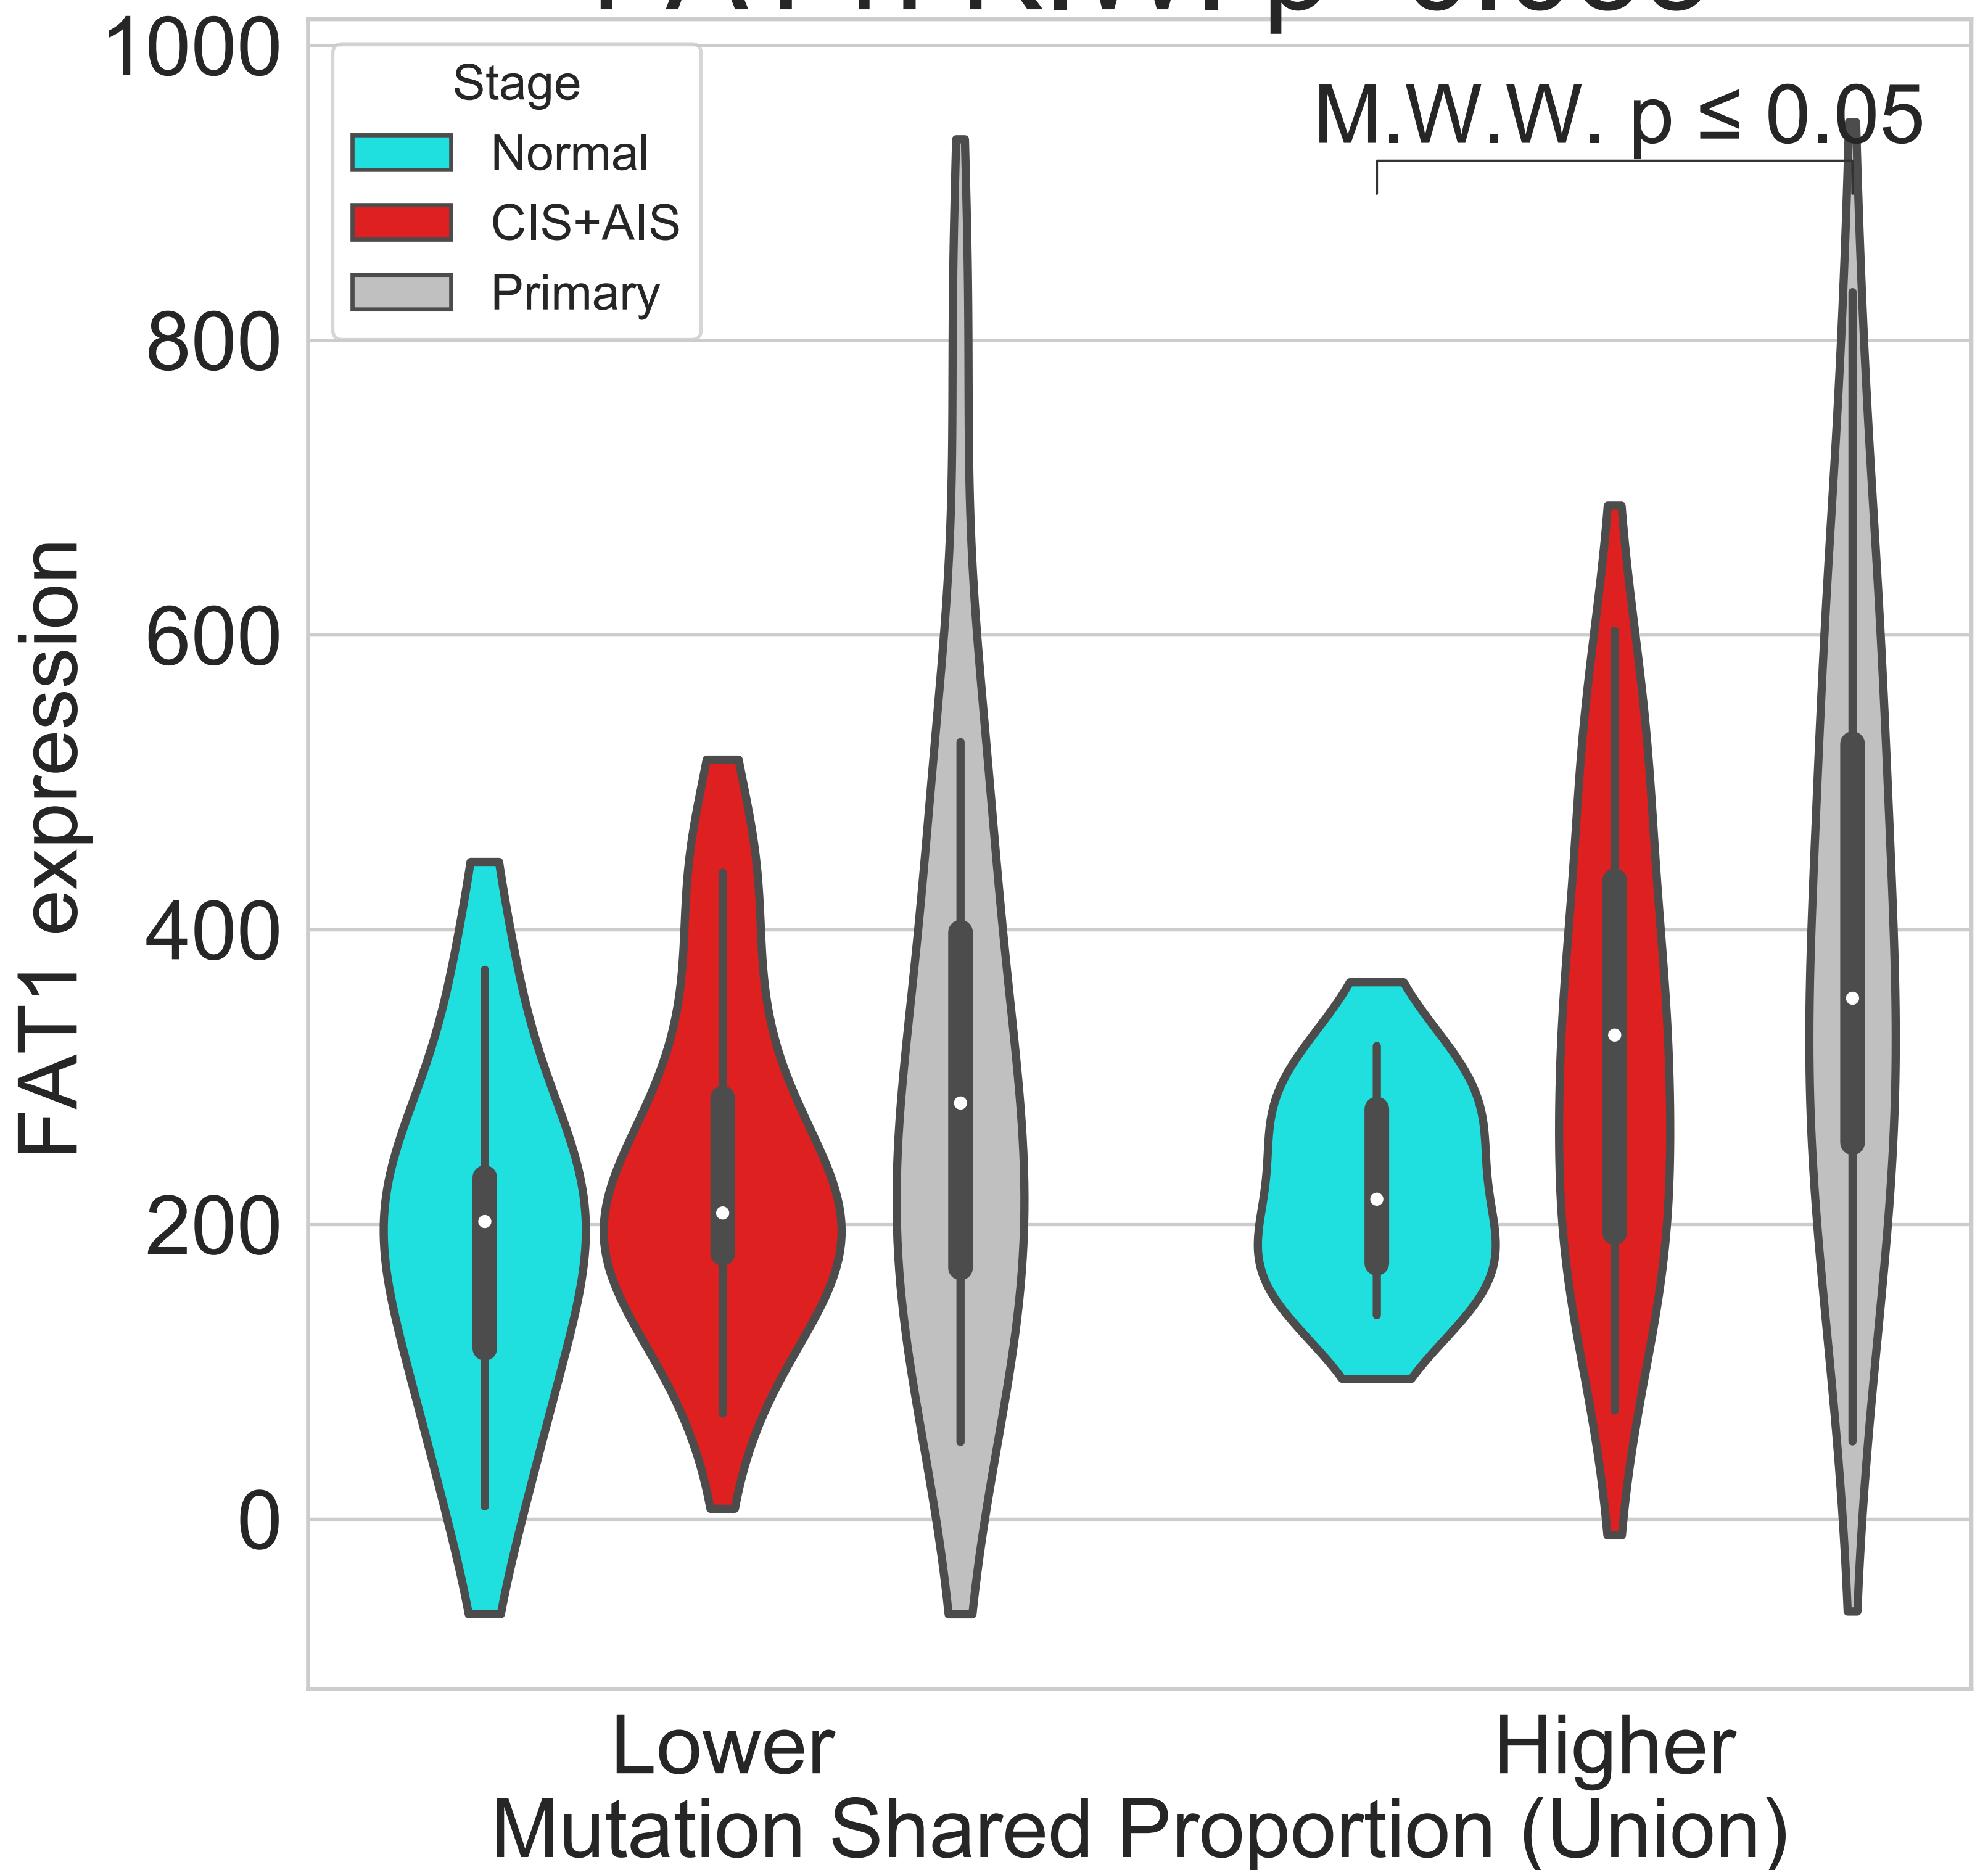 1000
Stage
Normal
CIS+AIS
Primary
M.W.W. p ≤ 0.05
800
600
400
200
0
FAT1 expression
Lower
Higher
Mutation Shared Proportion (Union)